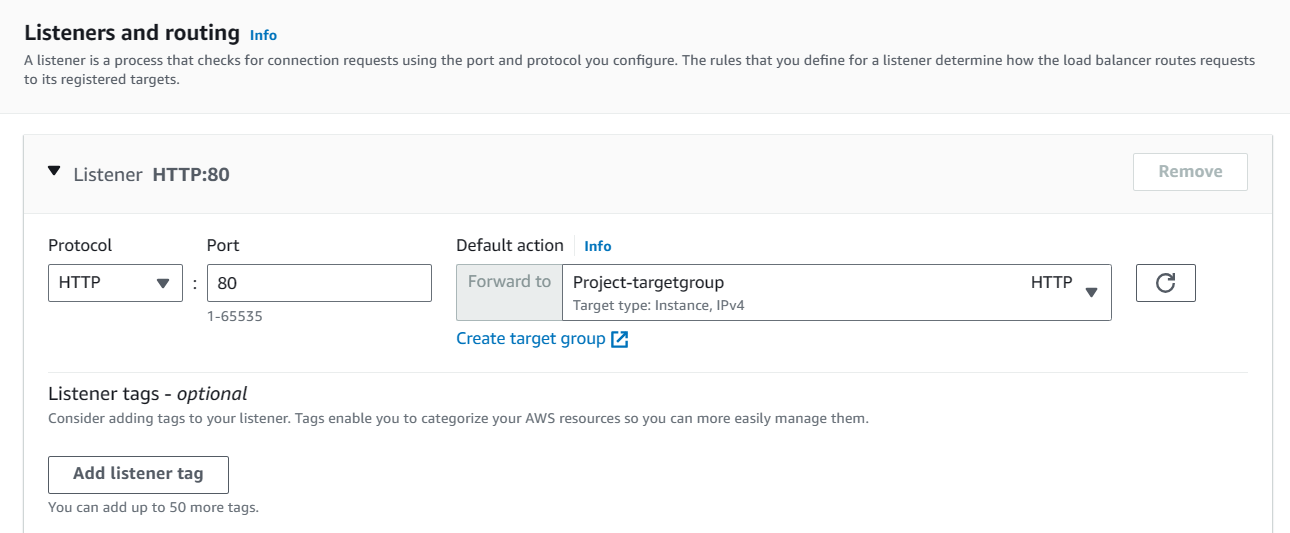 Listeners and routing Info
A listener is a process that checks for connection requests using the port and protocol you configure. The rules that you define for a listener determine how the load balancer routes requests
to its registered targets.
Listener HTTP:80
Remove
Protocol
Port
Default action Info
HTTP
:
80
Forward to
Project-targetgroup
HTTP
Target type: Instance, IPv4
1-65535
Create target group
Listener tags - optional
Consider adding tags to your listener. Tags enable you to categorize your AWS resources so you can more easily manage them.
Add listener tag
You can add up to 50 more tags.